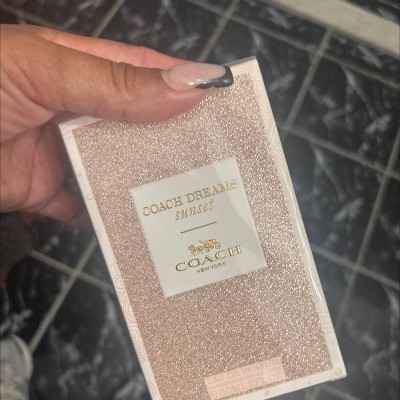 COACH DREAMS
sunset
COACH
NEW YORK